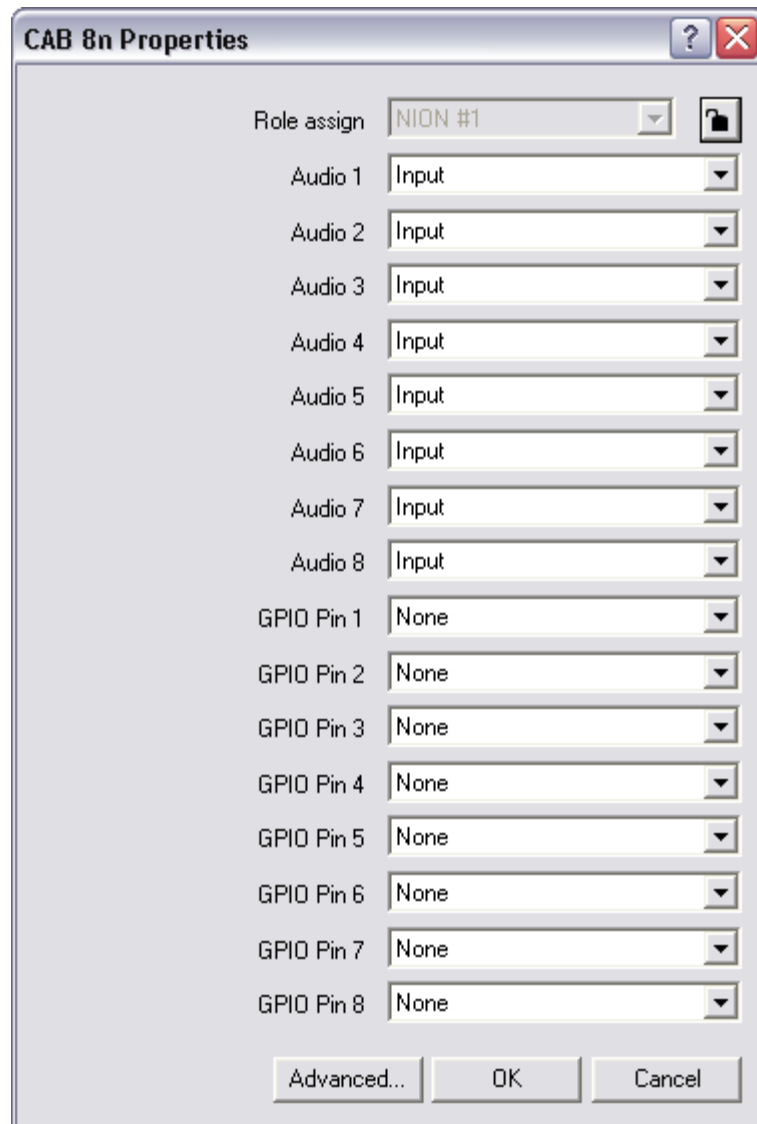 CAB 8n Properties
Role assign NION #1
Audio 1 Input
Audio 2 Input
Audio 3 Input
Audio 4 Input
Audio 5 Input
Audio 6 Input
Audio 7 Input
Audio 8 Input
GPIO Pin 1 None
GPIO Pin 2 None
GPIO Pin 3 None
GPIO Pin 4 None
GPIO Pin 5 None
GPIO Pin 6 None
GPIO Pin 7 None
GPIO Pin 8 None
Advanced... OK Cancel